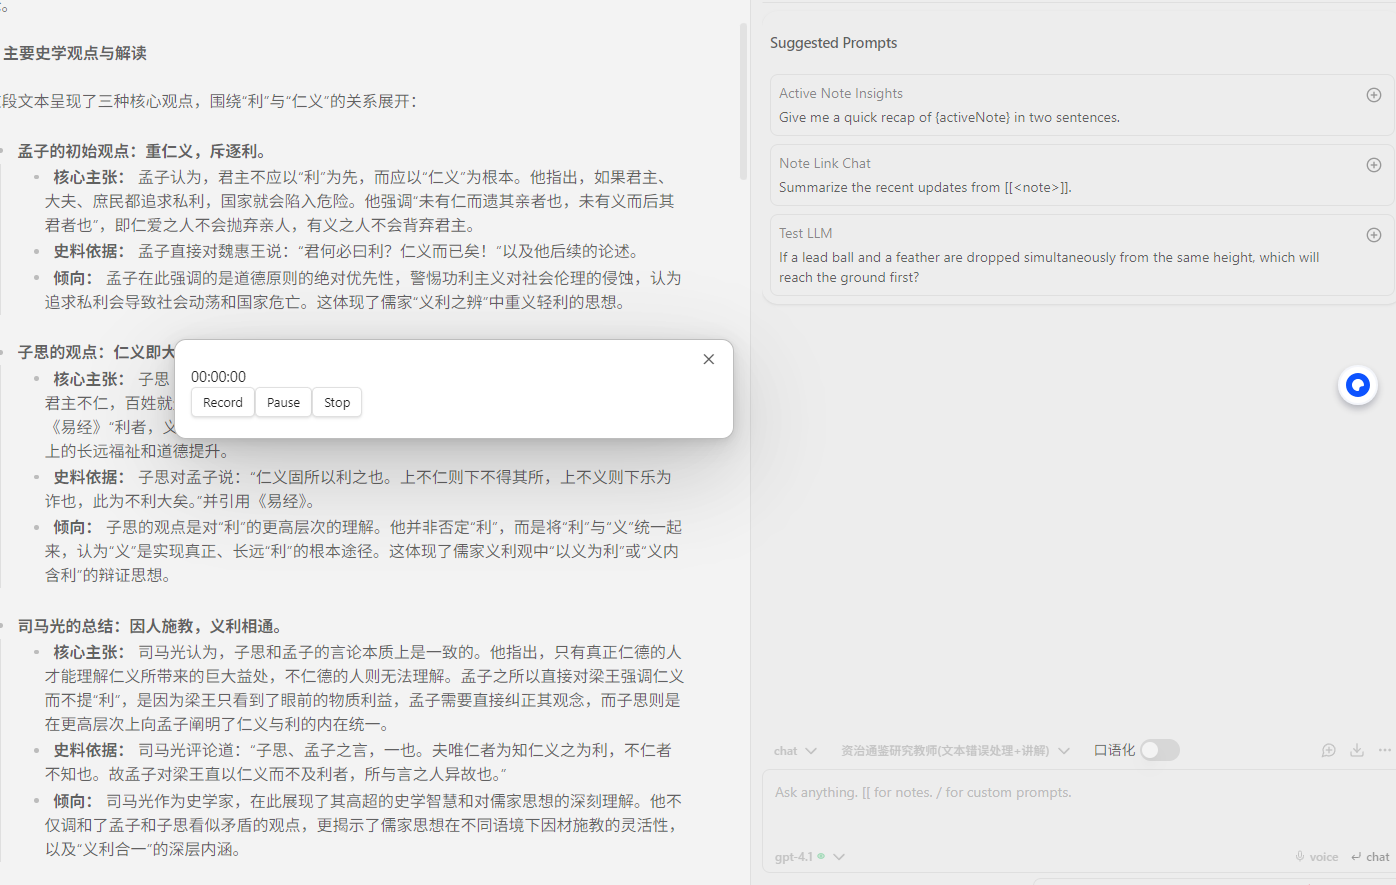 主要史学观点与解读
段文本呈现了三种核心观点，围绕“利”与“仁义”的关系展开：
孟子的初始观点：重仁义，斥逐利。
核心主张： 孟子认为，君主不应以“利”为先，而应以“仁义”为根本。他指出，如果君主、
大夫、庶民都追求私利，国家就会陷入危险。他强调“未有仁而遗其亲者也，未有义而后其
君者也”，即仁爱之人不会抛弃亲人，有义之人不会背弃君主。
史料依据： 孟子直接对魏惠王说：“君何必曰利？仁义而已矣！”以及他后续的论述。
倾向： 孟子在此强调的是道德原则的绝对优先性，警惕功利主义对社会伦理的侵蚀，认为
追求私利会导致社会动荡和国家危亡。这体现了儒家“义利之辨”中重义轻利的思想。
子思的观点：仁义即大
核心主张： 子思
君主不仁，百姓就
《易经》“利者，义
上的长远福祉和道德提升。
史料依据： 子思对孟子说：“仁义固所以利之也。上不仁则下不得其所，上不义则下乐为
诈也，此为不利大矣。”并引用《易经》。
倾向： 子思的观点是对“利”的更高层次的理解。他并非否定“利”，而是将“利”与“义”统一起
来，认为“义”是实现真正、长远“利”的根本途径。这体现了儒家义利观中“以义为利”或“义内
含利”的辩证思想。
司马光的总结：因人施教，义利相通。
核心主张： 司马光认为，子思和孟子的言论本质上是一致的。他指出，只有真正仁德的人
才能理解仁义所带来的巨大益处，不仁德的人则无法理解。孟子之所以直接对梁王强调仁义
而不提“利”，是因为梁王只看到了眼前的物质利益，孟子需要直接纠正其观念，而子思则是
在更高层次上向孟子阐明了仁义与利的内在统一。
史料依据： 司马光评论道：“子思、孟子之言，一也。夫唯仁者为知仁义之为利，不仁者
不知也。故孟子对梁王直以仁义而不及利者，所与言之人异故也。”
倾向： 司马光作为史学家，在此展现了其高超的史学智慧和对儒家思想的深刻理解。他不
仅调和了孟子和子思看似矛盾的观点，更揭示了儒家思想在不同语境下因材施教的灵活性，
以及“义利合一”的深层内涵。
00:00:00
Record Pause Stop
Suggested Prompts
Active Note Insights
Give me a quick recap of {activeNote} in two sentences.
Note Link Chat
Summarize the recent updates from [[<note>]].
Test LLM
If a lead ball and a feather are dropped simultaneously from the same height, which will
reach the ground first?
chat 资治通鉴研究教师(文本错误处理+讲解) 口语化
Ask anything. [[ for notes. / for custom prompts.
gpt-4.1 voice chat